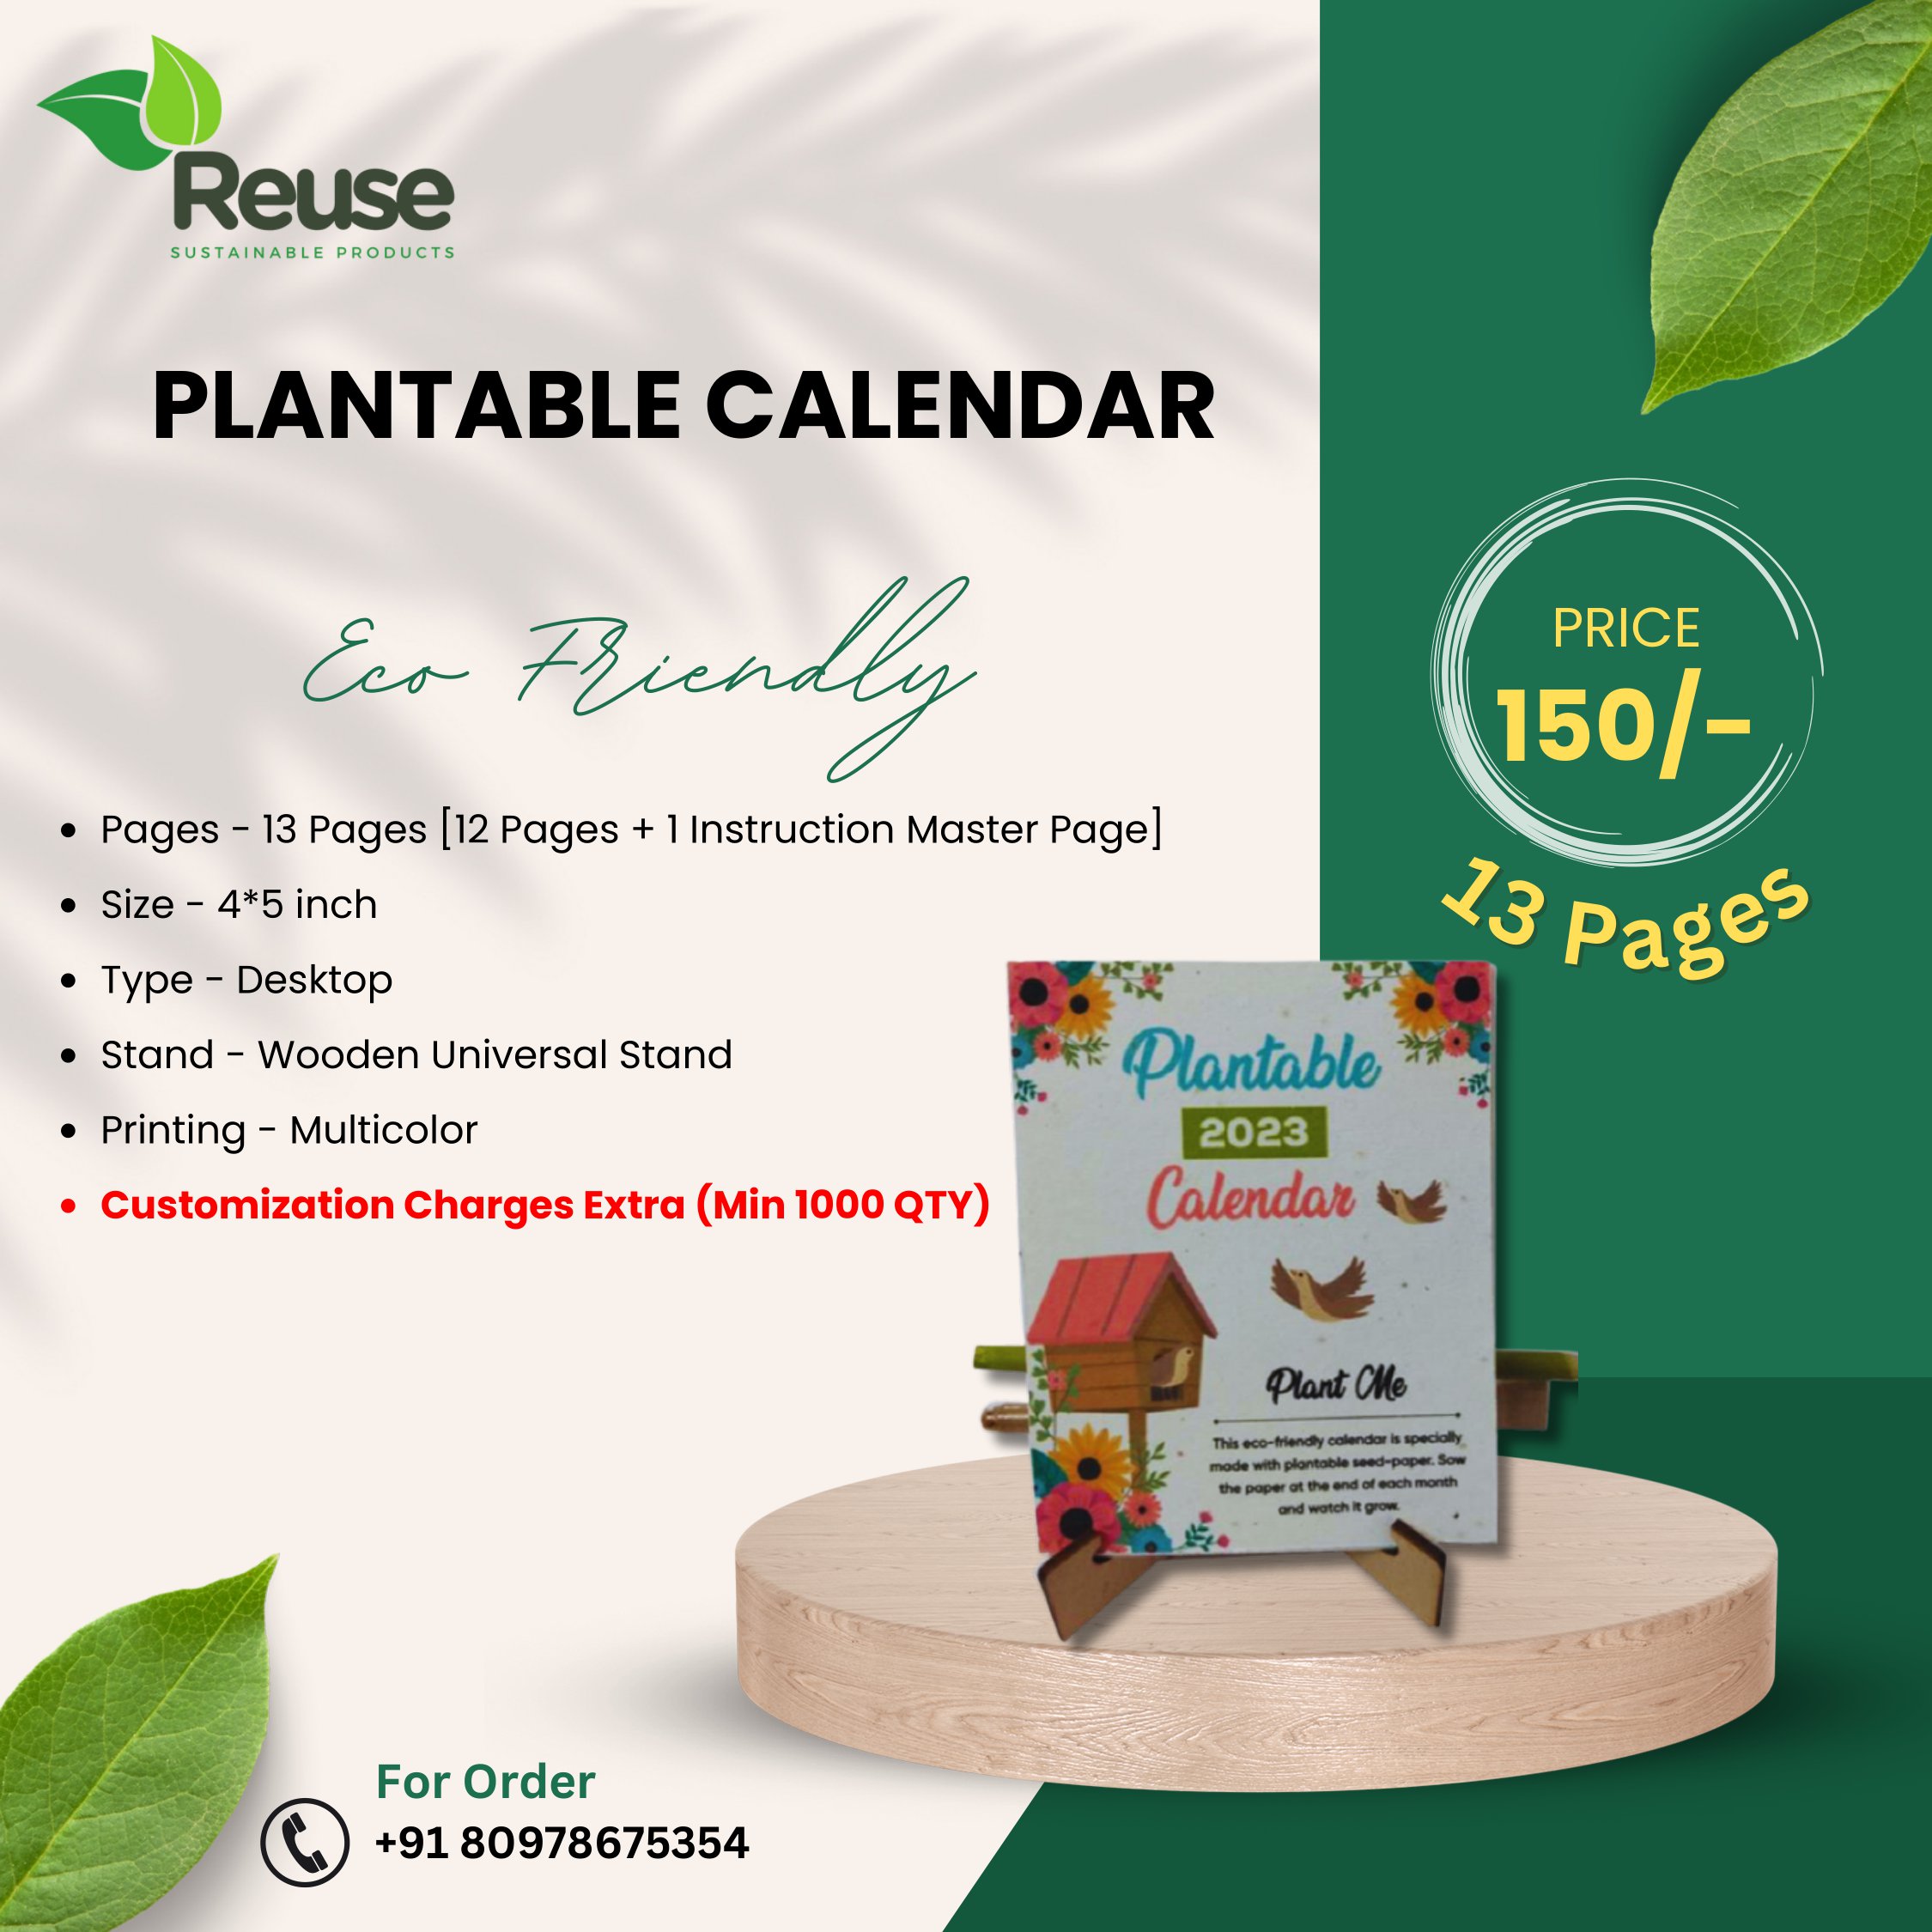 Reuse
SUSTAINABLE PRODUCTS
PLANTABLE CALENDAR
Eco Friendly
• Pages - 13 Pages [12 Pages + 1 Instruction Master Page]
• Size - 4*5 inch
• Type - Desktop
• Stand - Wooden Universal Stand
• Printing - Multicolor
• Customization Charges Extra (Min 1000 QTY)
PRICE
150/-
13 Pages
Plantable
2023
Calendar
Plant Me
This eco-friendly calendar is specially
made with plantable seed-paper. Sow
the paper at the end of each month
and watch it grow.
For Order
+91 80978675354